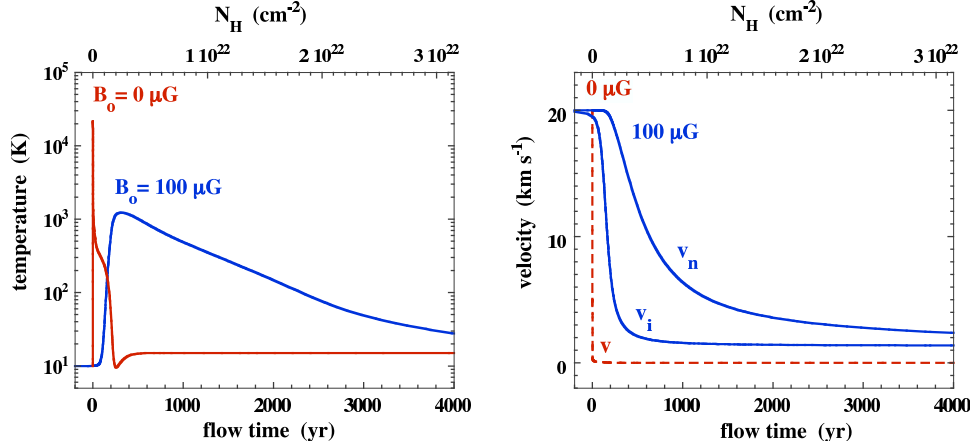 N_H (cm^-2)
0 1 10^22 2 10^22 3 10^22
10^5
10^4
10^3
10^2
10^1
temperature (K)
B_o = 0 µG
B_o = 100 µG
0 1000 2000 3000 4000
flow time (yr)
N_H (cm^-2)
0 1 10^22 2 10^22 3 10^22
20
10
0
velocity (km s^-1)
0 µG
100 µG
v_n
v_i
v
0 1000 2000 3000 4000
flow time (yr)